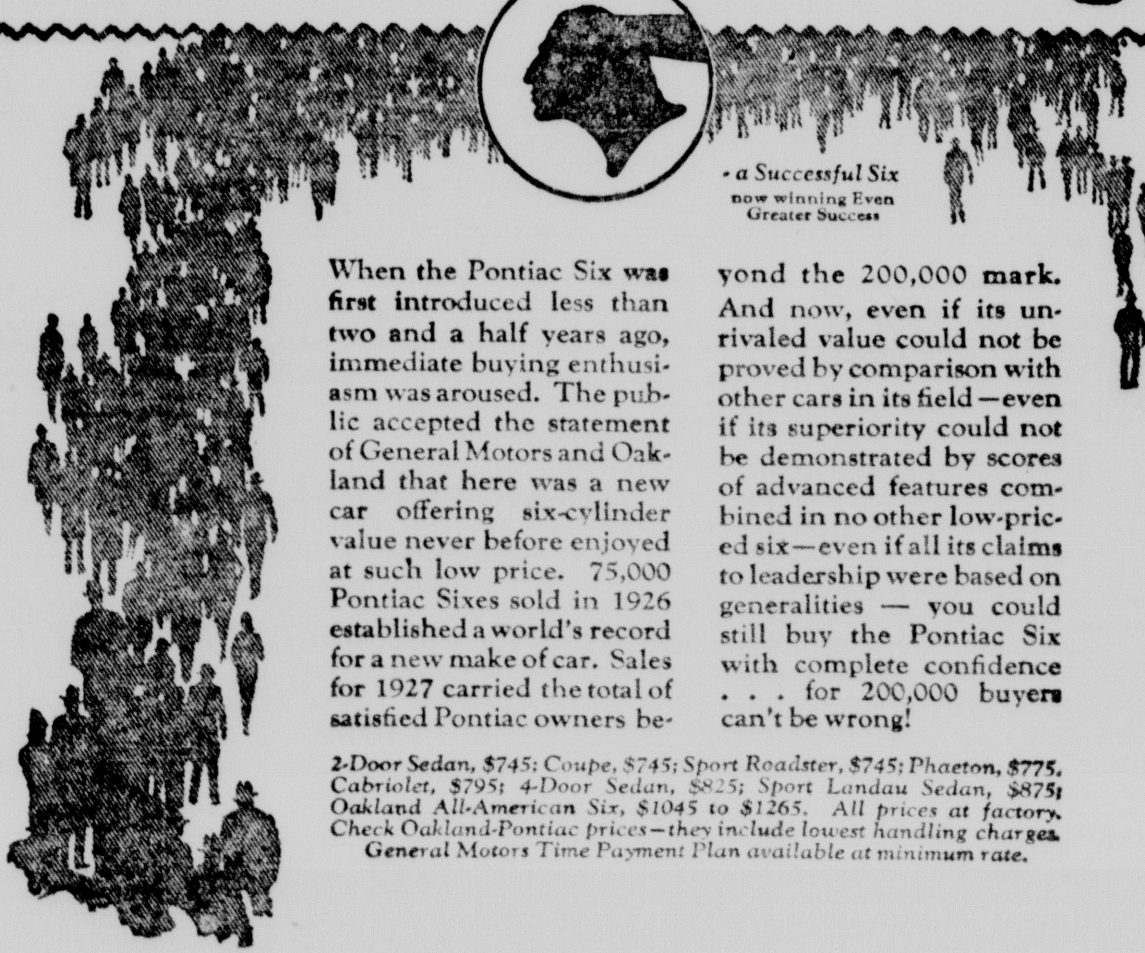 - a Successful Six
now winning Even
Greater Success
When the Pontiac Six was
first introduced less than
two and a half years ago,
immediate buying enthusi-
asm was aroused. The pub-
lic accepted the statement
of General Motors and Oak-
land that here was a new
car offering six-cylinder
value never before enjoyed
at such low price. 75,000
Pontiac Sixes sold in 1926
established a world's record
for a new make of car. Sales
for 1927 carried the total of
satisfied Pontiac owners be-
yond the 200,000 mark.
And now, even if its un-
rivaled value could not be
proved by comparison with
other cars in its field—even
if its superiority could not
be demonstrated by scores
of advanced features com-
bined in no other low-pric-
ed six—even if all its claims
to leadership were based on
generalities — you could
still buy the Pontiac Six
with complete confidence
. . . for 200,000 buyers
can't be wrong!
2-Door Sedan, $745; Coupe, $745; Sport Roadster, $745; Phaeton, $775,
Cabriolet, $795; 4-Door Sedan, $825; Sport Landau Sedan, $875;
Oakland All-American Six, $1045 to $1265. All prices at factory.
Check Oakland-Pontiac prices—they include lowest handling charges.
General Motors Time Payment Plan available at minimum rate.